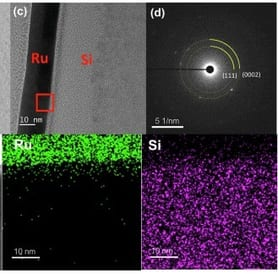 (c)
Ru
Si
10 nm
(d)
(111)
(0002)
5 1/nm
Ru
10 nm
Si
10 nm